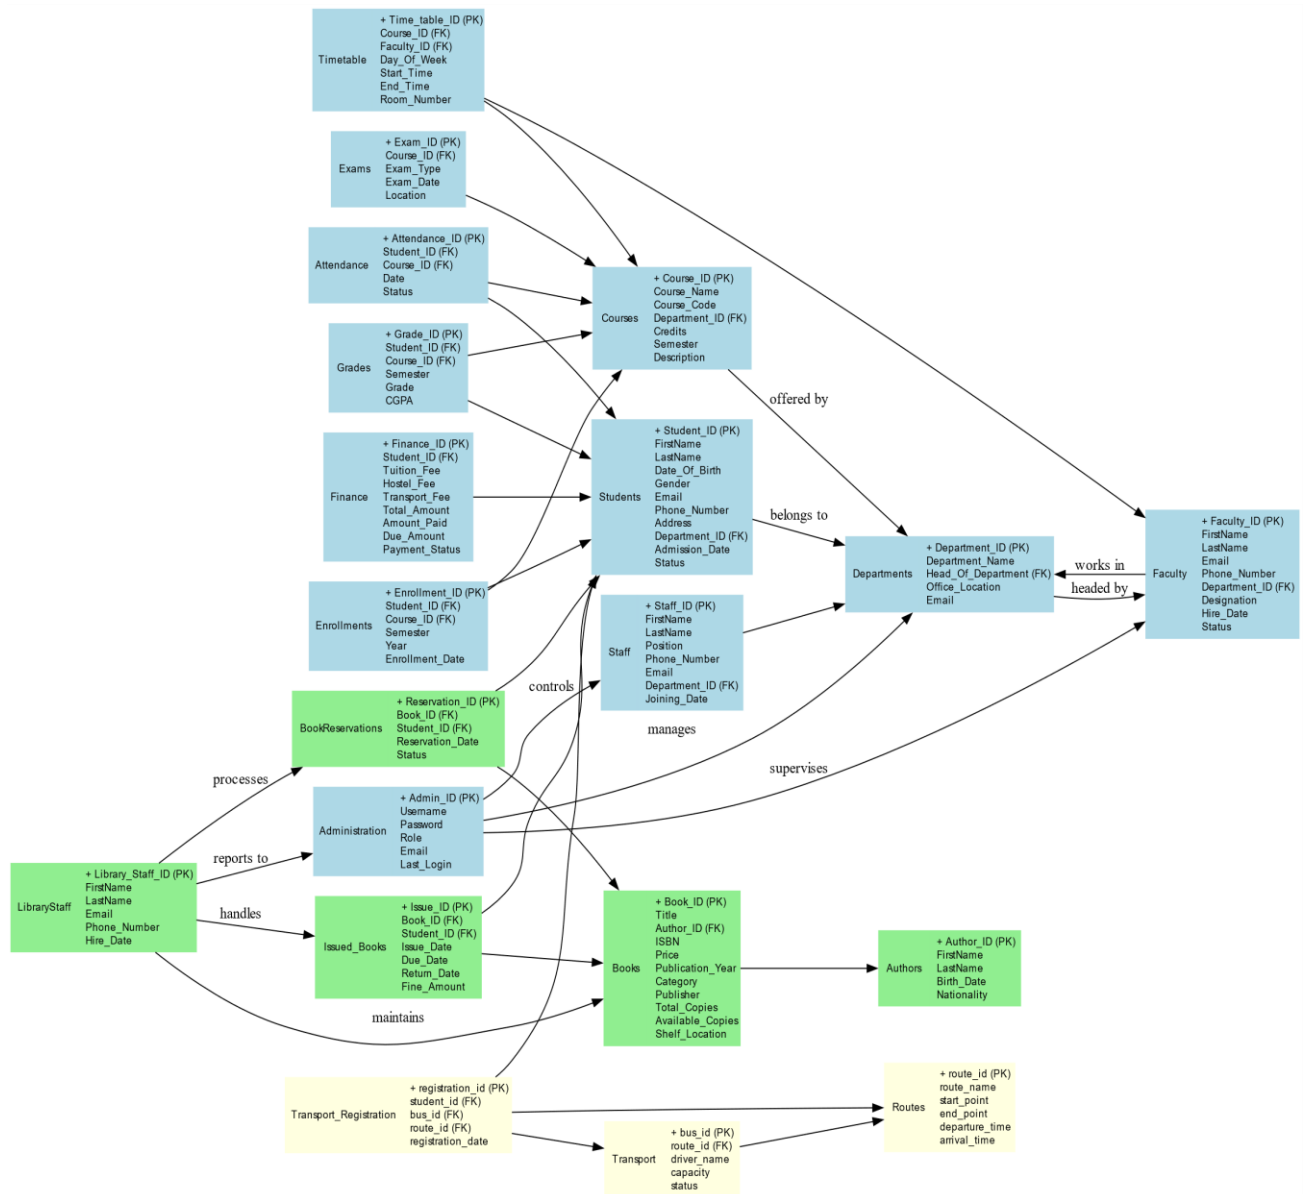 Timetable
+ Time_table_ID (PK)
Course_ID (FK)
Faculty_ID (FK)
Day_Of_Week
Start_Time
End_Time
Room_Number
Exams
+ Exam_ID (PK)
Course_ID (FK)
Exam_Type
Exam_Date
Location
Attendance
+ Attendance_ID (PK)
Student_ID (FK)
Course_ID (FK)
Date
Status
Grades
+ Grade_ID (PK)
Student_ID (FK)
Course_ID (FK)
Semester
Grade
CGPA
Finance
+ Finance_ID (PK)
Student_ID (FK)
Tuition_Fee
Hostel_Fee
Transport_Fee
Total_Amount
Amount_Paid
Due_Amount
Payment_Status
Enrollments
+ Enrollment_ID (PK)
Student_ID (FK)
Course_ID (FK)
Semester
Year
Enrollment_Date
BookReservations
+ Reservation_ID (PK)
Book_ID (FK)
Student_ID (FK)
Reservation_Date
Status
Administration
+ Admin_ID (PK)
Username
Password
Role
Email
Last_Login
LibraryStaff
+ Library_Staff_ID (PK)
FirstName
LastName
Email
Phone_Number
Hire_Date
processes
reports to
handles
maintains
Issued_Books
+ Issue_ID (PK)
Book_ID (FK)
Student_ID (FK)
Issue_Date
Due_Date
Return_Date
Fine_Amount
Transport_Registration
+ registration_id (PK)
student_id (FK)
bus_id (FK)
route_id (FK)
registration_date
Courses
+ Course_ID (PK)
Course_Name
Course_Code
Department_ID (FK)
Credits
Semester
Description
offered by
Students
+ Student_ID (PK)
FirstName
LastName
Date_Of_Birth
Gender
Email
Phone_Number
Address
Department_ID (FK)
Admission_Date
Status
belongs to
Staff
+ Staff_ID (PK)
FirstName
LastName
Position
Phone_Number
Email
Department_ID (FK)
Joining_Date
controls
manages
supervises
Books
+ Book_ID (PK)
Title
Author_ID (FK)
ISBN
Price
Publication_Year
Category
Publisher
Total_Copies
Available_Copies
Shelf_Location
Transport
+ bus_id (PK)
route_id (FK)
driver_name
capacity
status
Departments
+ Department_ID (PK)
Department_Name
Head_Of_Department (FK)
Office_Location
Email
works in
headed by
Faculty
+ Faculty_ID (PK)
FirstName
LastName
Email
Phone_Number
Department_ID (FK)
Designation
Hire_Date
Status
Authors
+ Author_ID (PK)
FirstName
LastName
Birth_Date
Nationality
Routes
+ route_id (PK)
route_name
start_point
end_point
departure_time
arrival_time